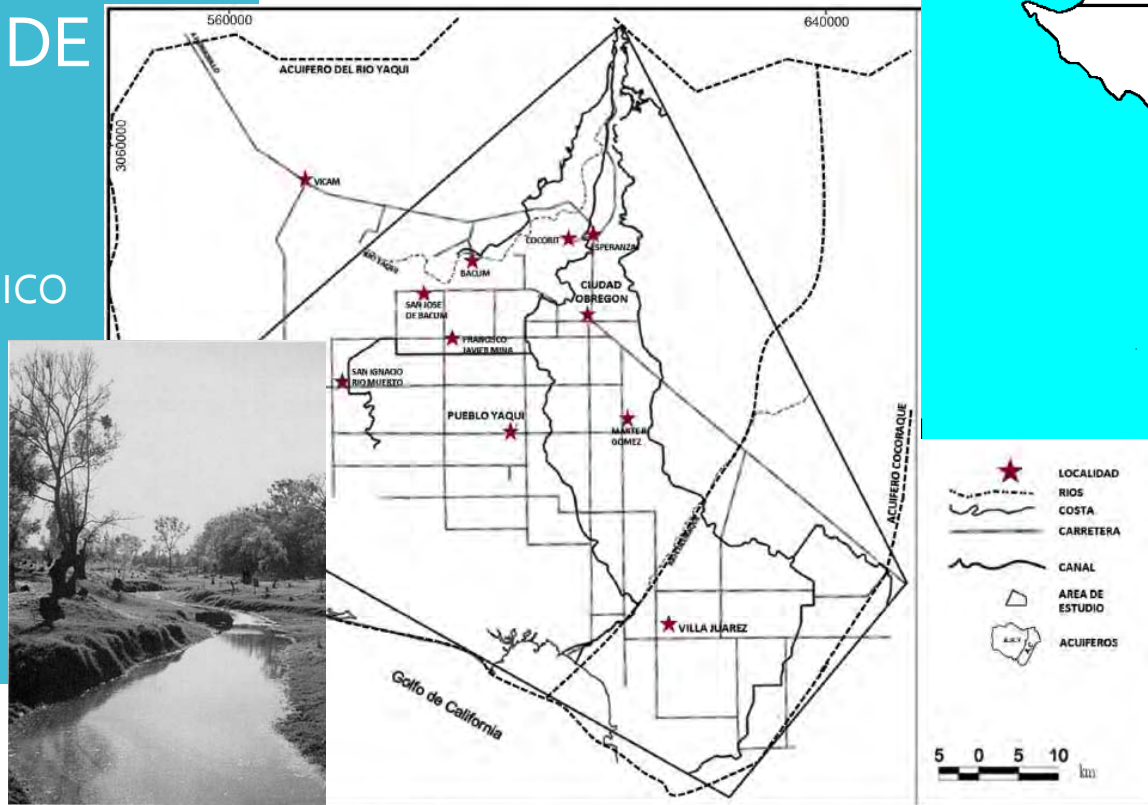 DE
ICO
560000
640000
3060000
ACUIFERO DEL RIO YAQUI
VICAM
COCORIT
ESPERANZA
RIO YAQUI
BACUM
CIUDAD
OBREGON
SAN JOSE
DE BACUM
FRANCISCO
JAVIER MINA
SAN IGNACIO
RIO MUERTO
PUEBLO YAQUI
MARTE R.
GOMEZ
ACUIFERO COCORAQUE
VILLA JUAREZ
Golfo de California
LOCALIDAD
RIOS
COSTA
CARRETERA
CANAL
AREA DE
ESTUDIO
ACUIFEROS
5 0 5 10
km